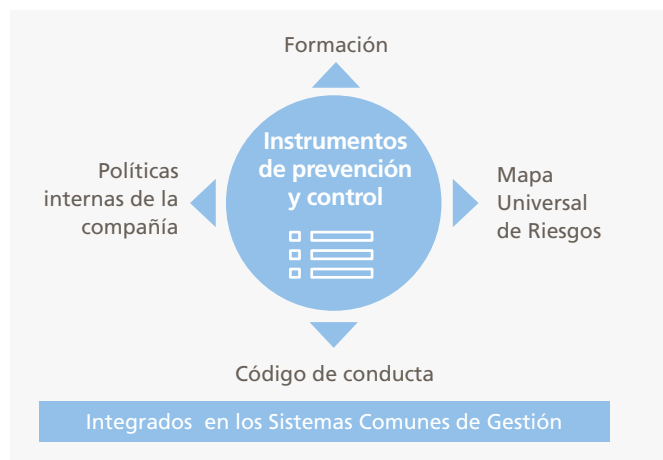 Formación
Instrumentos
de prevención
y control
Políticas
internas de la
compañía
Mapa
Universal
de Riesgos
Código de conducta
Integrados en los Sistemas Comunes de Gestión